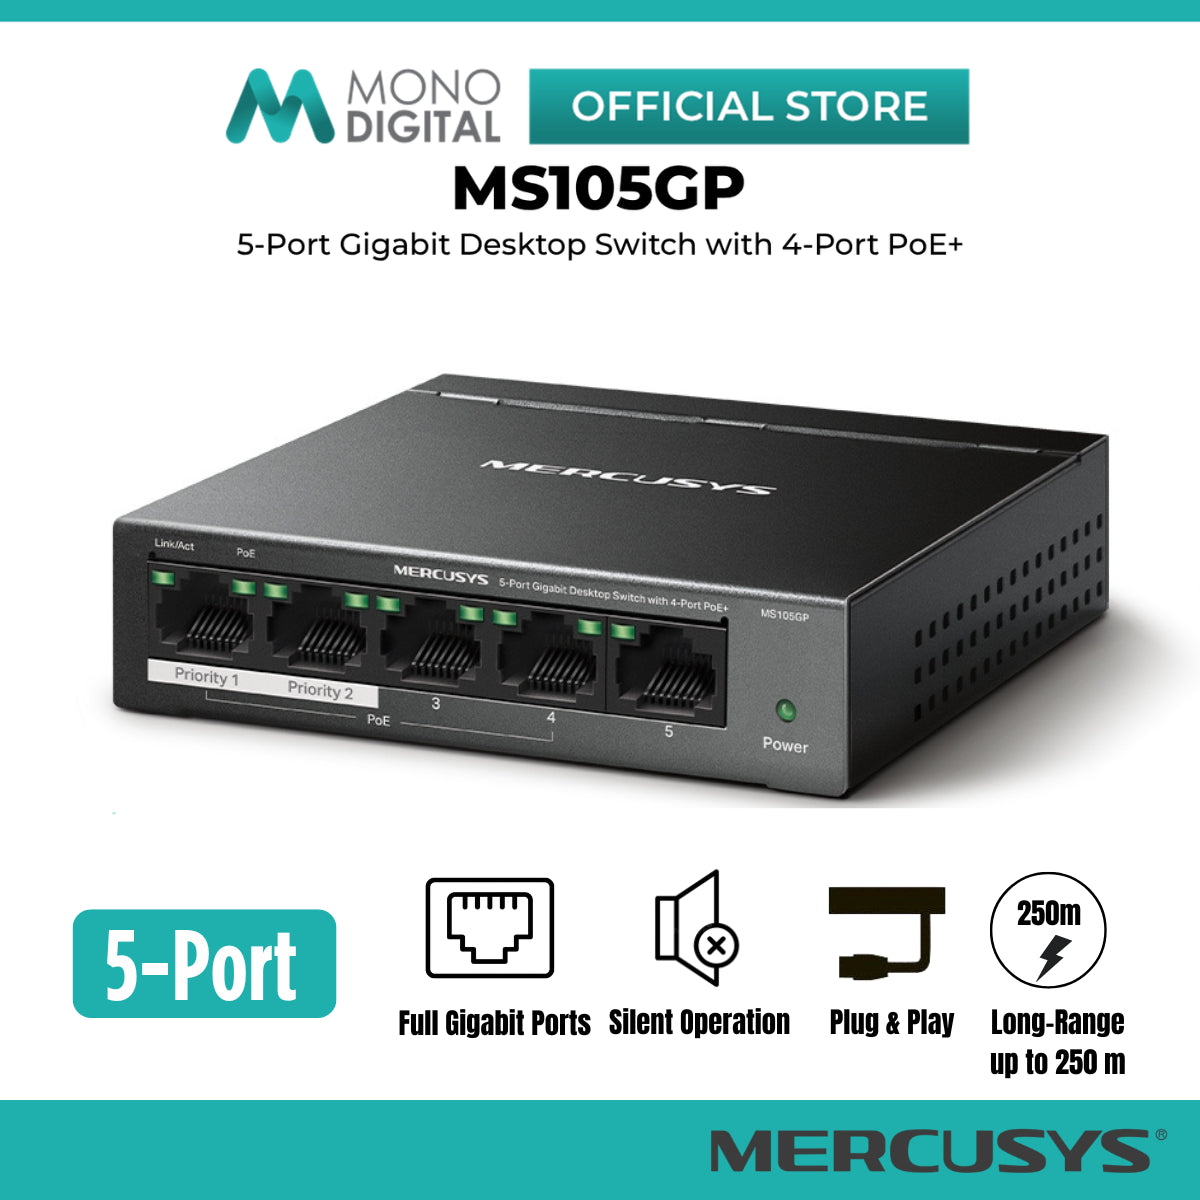 MONO
DIGITAL
OFFICIAL STORE
MS105GP
5-Port Gigabit Desktop Switch with 4-Port PoE+
MERCUSYS
Link/Act
PoE
MERCUSYS 5-Port Gigabit Desktop Switch with 4-Port PoE+
MS105GP
Priority 1
Priority 2
3
4
5
PoE
Power
5-Port
250m
Full Gigabit Ports
Silent Operation
Plug & Play
Long-Range
up to 250 m
MERCUSYS®